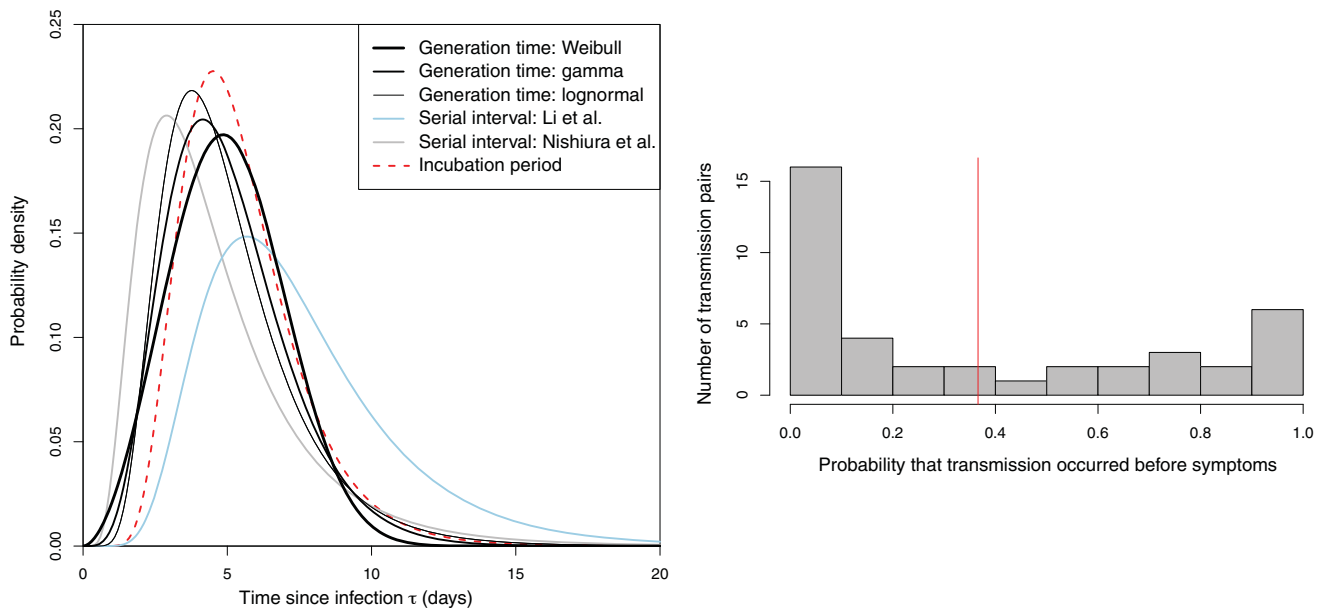 Generation time: Weibull
Generation time: gamma
Generation time: lognormal
Serial interval: Li et al.
Serial interval: Nishiura et al.
Incubation period
Probability density
0.25
0.20
0.15
0.10
0.05
0.00
0 5 10 15 20
Time since infection τ (days)
Number of transmission pairs
15
10
5
0
0.0 0.2 0.4 0.6 0.8 1.0
Probability that transmission occurred before symptoms